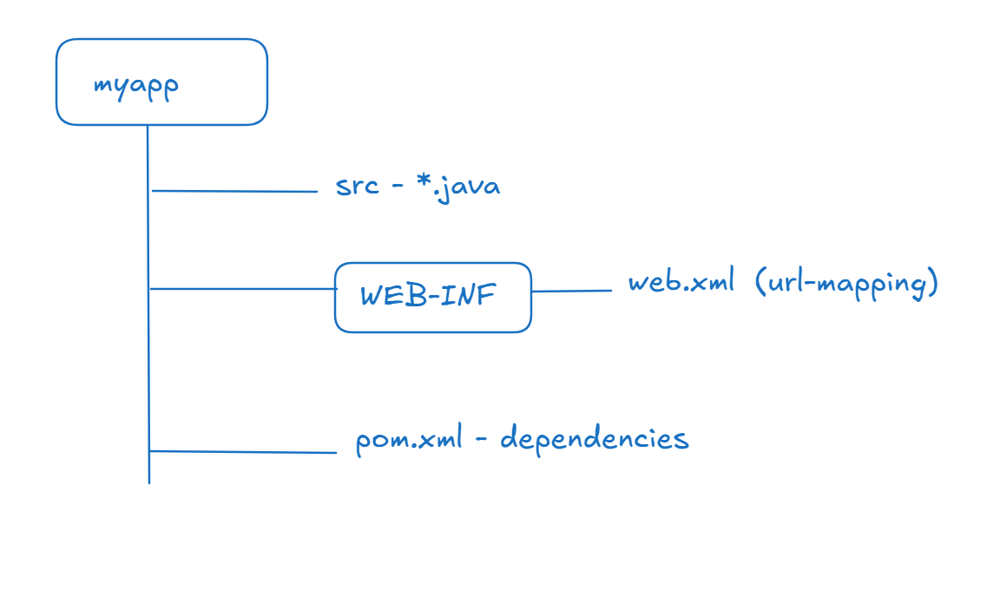 myapp
src - *.java
WEB-INF
web.xml (url-mapping)
pom.xml - dependencies